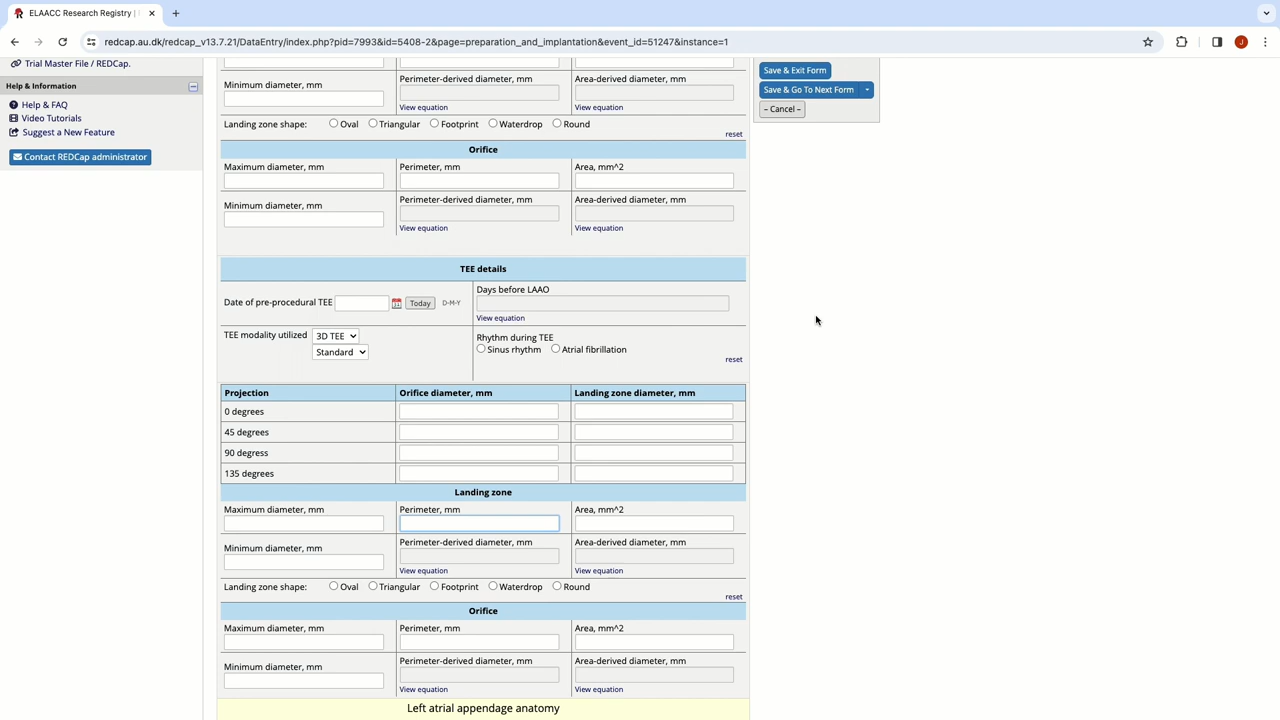 ELAACC Research Registry |
redcap.au.dk/redcap_v13.7.21/DataEntry/index.php?pid=7993&id=5408-2&page=preparation_and_implantation&event_id=51247&instance=1
J
Trial Master File / REDCap.
Help & Information
Help & FAQ
Video Tutorials
Suggest a New Feature
Contact REDCap administrator
Save & Exit Form
Save & Go To Next Form
– Cancel –
Minimum diameter, mm
Perimeter-derived diameter, mm
Area-derived diameter, mm
View equation
View equation
Landing zone shape: Oval Triangular Footprint Waterdrop Round
reset
Orifice
Maximum diameter, mm Perimeter, mm Area, mm^2
Minimum diameter, mm
Perimeter-derived diameter, mm
Area-derived diameter, mm
View equation
View equation
TEE details
Date of pre-procedural TEE 31 Today D-M-Y
Days before LAAO
View equation
TEE modality utilized 3D TEE
Standard
Rhythm during TEE
Sinus rhythm Atrial fibrillation
reset
Projection Orifice diameter, mm Landing zone diameter, mm
0 degrees
45 degrees
90 degress
135 degrees
Landing zone
Maximum diameter, mm Perimeter, mm Area, mm^2
Minimum diameter, mm
Perimeter-derived diameter, mm
Area-derived diameter, mm
View equation
View equation
Landing zone shape: Oval Triangular Footprint Waterdrop Round
reset
Orifice
Maximum diameter, mm Perimeter, mm Area, mm^2
Minimum diameter, mm
Perimeter-derived diameter, mm
Area-derived diameter, mm
View equation
View equation
Left atrial appendage anatomy